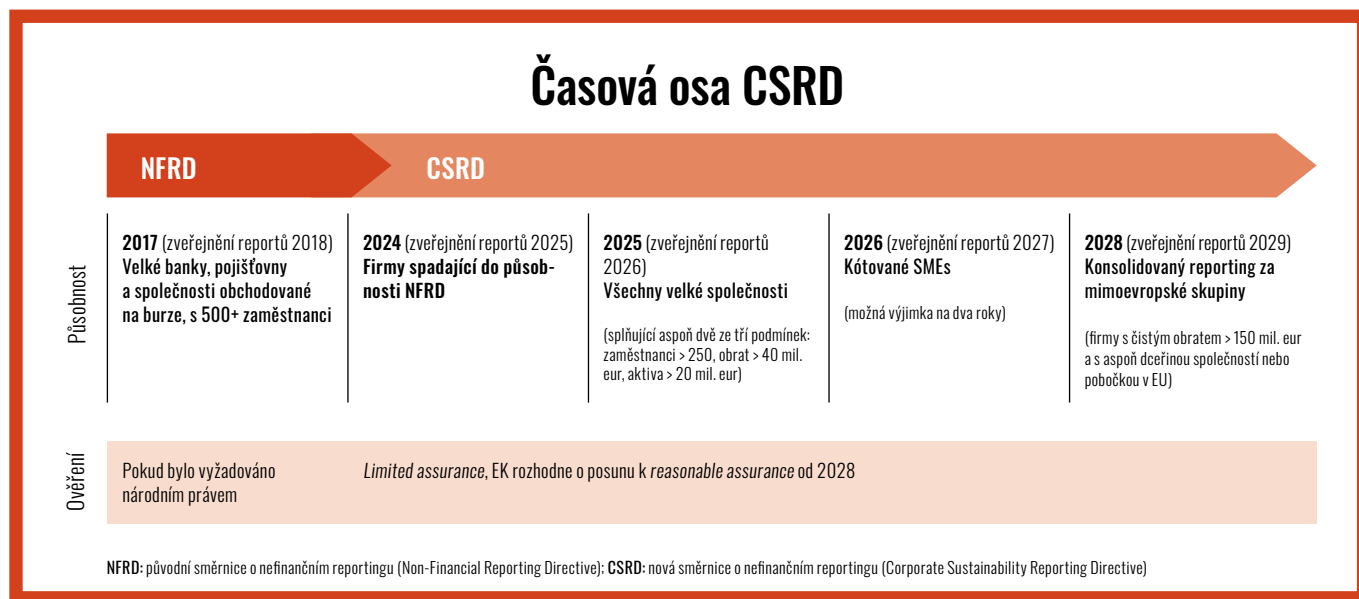 Časová osa CSRD
NFRD
CSRD
Působnost
2017 (zveřejnění reportů 2018)
Velké banky, pojišťovny
a společnosti obchodované
na burze, s 500+ zaměstnanci
2024 (zveřejnění reportů 2025)
Firmy spadající do působ-
nosti NFRD
2025 (zveřejnění reportů
2026)
Všechny velké společnosti
(splňující aspoň dvě ze tří podmínek:
zaměstnanci > 250, obrat > 40 mil.
eur, aktiva > 20 mil. eur)
2026 (zveřejnění reportů 2027)
Kótované SMEs
(možná výjimka na dva roky)
2028 (zveřejnění reportů 2029)
Konsolidovaný reporting za
mimoevropské skupiny
(firmy s čistým obratem > 150 mil. eur
a s aspoň dceřinou společností nebo
pobočkou v EU)
Ověření
Pokud bylo vyžadováno
národním právem
Limited assurance, EK rozhodne o posunu k reasonable assurance od 2028
NFRD: původní směrnice o nefinančním reportingu (Non-Financial Reporting Directive); CSRD: nová směrnice o nefinančním reportingu (Corporate Sustainability Reporting Directive)